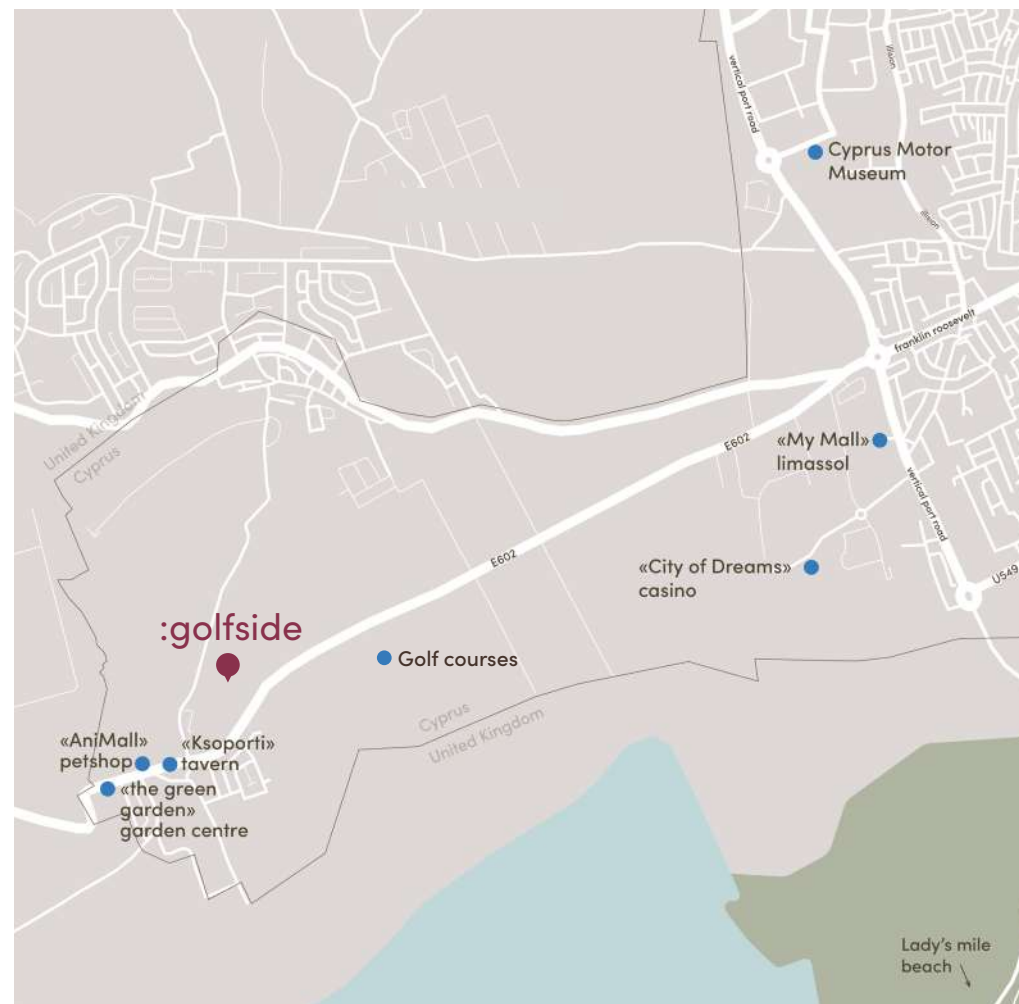 Wilson
vertical port road
Cyprus Motor
Museum
illision
franklin roosevelt
United Kingdom
Cyprus
E602
«My Mall»
limassol
vertical port road
E602
«City of Dreams»
casino
U549
:golfside
Golf courses
Cyprus
United Kingdom
«AniMall»
petshop
«Ksoporti»
tavern
«the green
garden»
garden centre
Lady's mile
beach